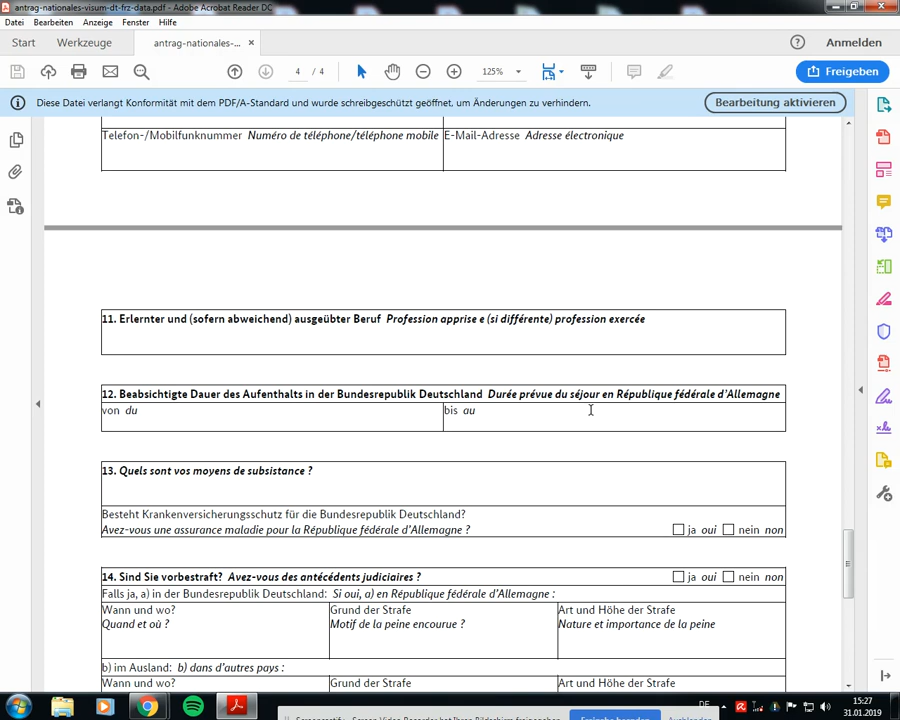 antrag-nationales-visum-dt-frz-data.pdf - Adobe Acrobat Reader DC
Datei Bearbeiten Anzeige Fenster Hilfe
Start Werkzeuge antrag-nationales-... × Anmelden
4 / 4 125% Freigeben
Diese Datei verlangt Konformität mit dem PDF/A-Standard und wurde schreibgeschützt geöffnet, um Änderungen zu verhindern. Bearbeitung aktivieren
Telefon-/Mobilfunknummer Numéro de téléphone/téléphone mobile E-Mail-Adresse Adresse électronique
11. Erlernter und (sofern abweichend) ausgeübter Beruf Profession apprise e (si différente) profession exercée
12. Beabsichtigte Dauer des Aufenthalts in der Bundesrepublik Deutschland Durée prévue du séjour en République fédérale d'Allemagne
von du bis au
13. Quels sont vos moyens de subsistance ?
Besteht Krankenversicherungsschutz für die Bundesrepublik Deutschland?
Avez-vous une assurance maladie pour la République fédérale d'Allemagne ? ja oui nein non
14. Sind Sie vorbestraft? Avez-vous des antécédents judiciaires ? ja oui nein non
Falls ja, a) in der Bundesrepublik Deutschland: Si oui, a) en République fédérale d'Allemagne :
Wann und wo? Grund der Strafe Art und Höhe der Strafe
Quand et où ? Motif de la peine encourue ? Nature et importance de la peine
b) im Ausland: b) dans d'autres pays :
Wann und wo? Grund der Strafe Art und Höhe der Strafe
DE 15:27
31.01.2019